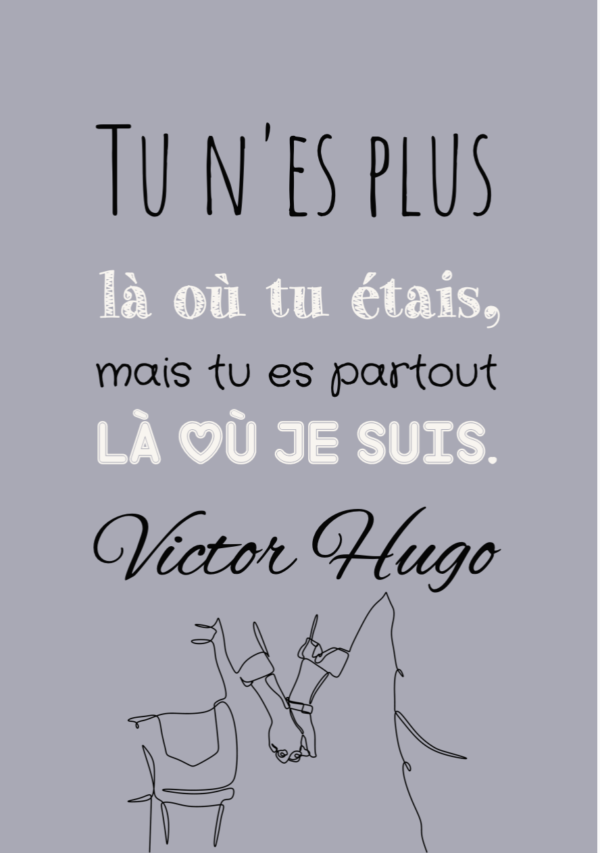 Tu n'es plus
là où tu étais,
mais tu es partout
LÀ OÙ JE SUIS.
Victor Hugo